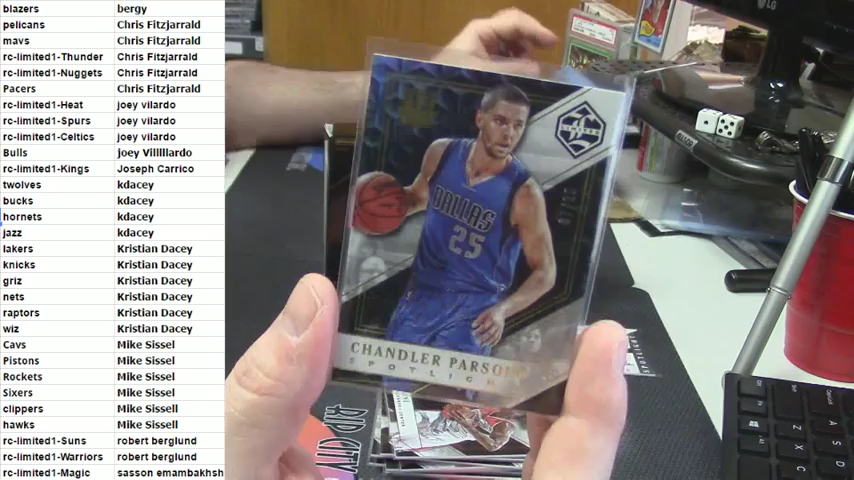 blazers bergy
pelicans Chris Fitzjarrald
mavs Chris Fitzjarrald
rc-limited1-Thunder Chris Fitzjarrald
rc-limited1-Nuggets Chris Fitzjarrald
Pacers Chris Fitzjarrald
rc-limited1-Heat joey vilardo
rc-limited1-Spurs joey vilardo
rc-limited1-Celtics joey vilardo
Bulls joey Villlllardo
rc-limited1-Kings Joseph Carrico
twolves kdacey
bucks kdacey
hornets kdacey
jazz kdacey
lakers Kristian Dacey
knicks Kristian Dacey
griz Kristian Dacey
nets Kristian Dacey
raptors Kristian Dacey
wiz Kristian Dacey
Cavs Mike Sissel
Pistons Mike Sissel
Rockets Mike Sissel
Sixers Mike Sissel
clippers Mike Sissell
hawks Mike Sissel
rc-limited1-Suns robert berglund
rc-limited1-Warriors robert berglund
rc-limited1-Magic sasson emambakhsh
LG
LIMITED
DALLAS
25
CHANDLER PARSONS
SPOTLIGHT
RIP CITY